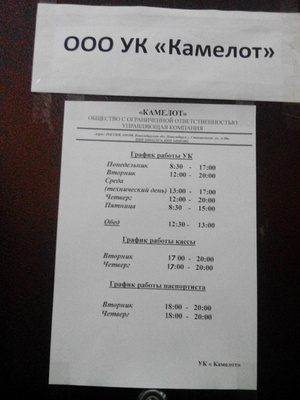 ООО УК «Камелот»
«КАМЕЛОТ»
ОБЩЕСТВО С ОГРАНИЧЕННОЙ ОТВЕТСТВЕННОСТЬЮ
УПРАВЛЯЮЩАЯ КОМПАНИЯ
График работы УК
Понедельник 8:30 - 17:00
Вторник 12:00 - 20:00
Среда
(технический день) 13:00 - 17:00
Четверг 12:00 - 20:00
Пятница 8:30 - 15:00
Обед 12:30 - 13:00
График работы кассы
Вторник 17:00 - 20:00
Четверг 17:00 - 20:00
График работы паспортиста
Вторник 18:00 - 20:00
Четверг 18:00 - 20:00
УК « Камелот»